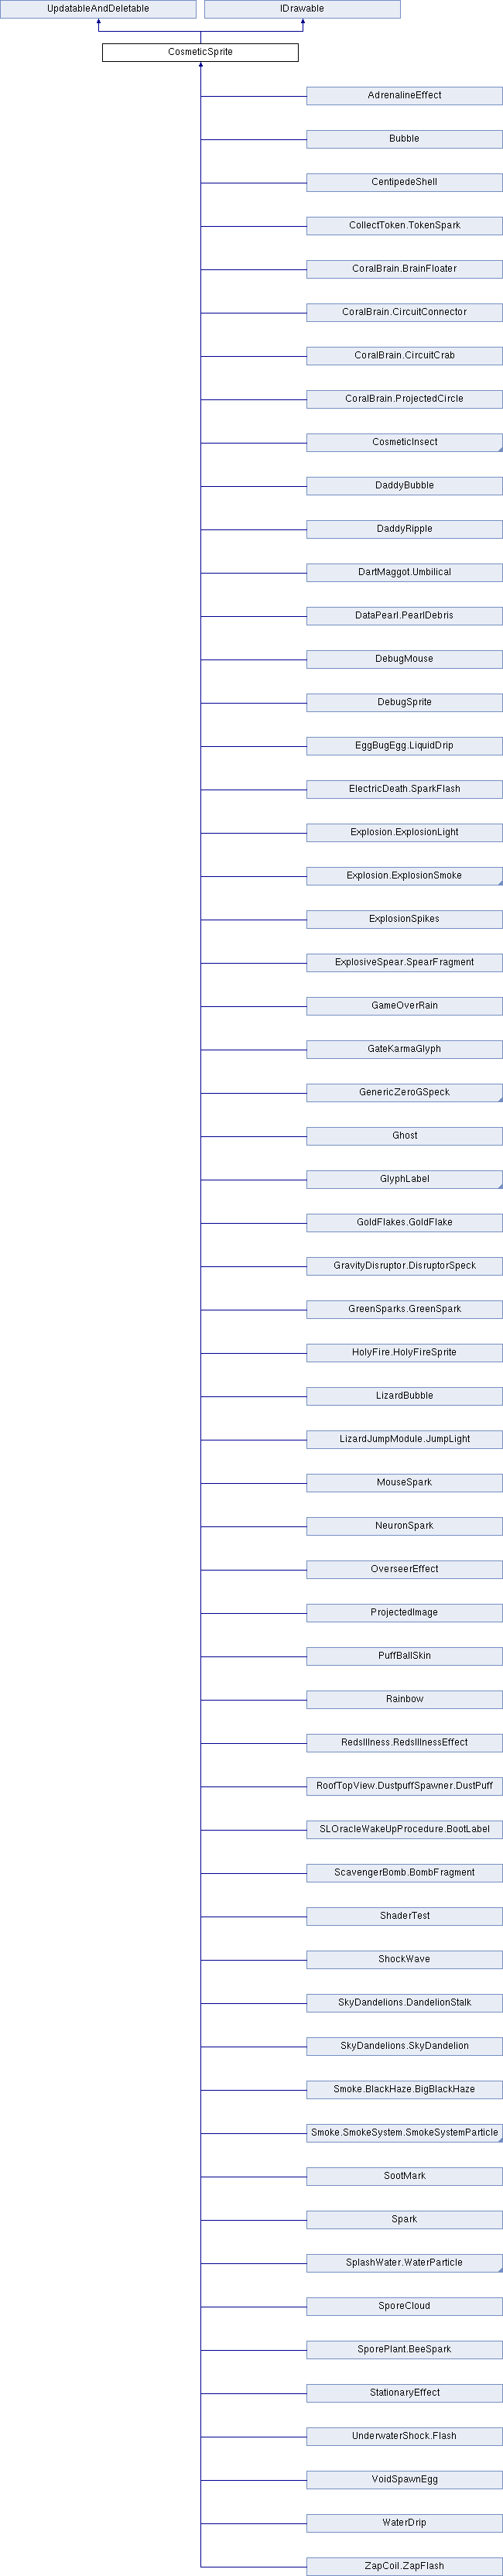 UpdatableAndDeletable
IDrawable
CosmeticSprite
AdrenalineEffect
Bubble
CentipedeShell
CollectToken.TokenSpark
CoralBrain.BrainFloater
CoralBrain.CircuitConnector
CoralBrain.CircuitCrab
CoralBrain.ProjectedCircle
CosmeticInsect
DaddyBubble
DaddyRipple
DartMaggot.Umbilical
DataPearl.PearlDebris
DebugMouse
DebugSprite
EggBugEgg.LiquidDrip
ElectricDeath.SparkFlash
Explosion.ExplosionLight
Explosion.ExplosionSmoke
ExplosionSpikes
ExplosiveSpear.SpearFragment
GameOverRain
GateKarmaGlyph
GenericZeroGSpeck
Ghost
GlyphLabel
GoldFlakes.GoldFlake
GravityDisruptor.DisruptorSpeck
GreenSparks.GreenSpark
HolyFire.HolyFireSprite
LizardBubble
LizardJumpModule.JumpLight
MouseSpark
NeuronSpark
OverseerEffect
ProjectedImage
PuffBallSkin
Rainbow
RedsIllness.RedsIllnessEffect
RoofTopView.DustpuffSpawner.DustPuff
SLOracleWakeUpProcedure.BootLabel
ScavengerBomb.BombFragment
ShaderTest
ShockWave
SkyDandelions.DandelionStalk
SkyDandelions.SkyDandelion
Smoke.BlackHaze.BigBlackHaze
Smoke.SmokeSystem.SmokeSystemParticle
SootMark
Spark
SplashWater.WaterParticle
SporeCloud
SporePlant.BeeSpark
StationaryEffect
UnderwaterShock.Flash
VoidSpawnEgg
WaterDrip
ZapCoil.ZapFlash